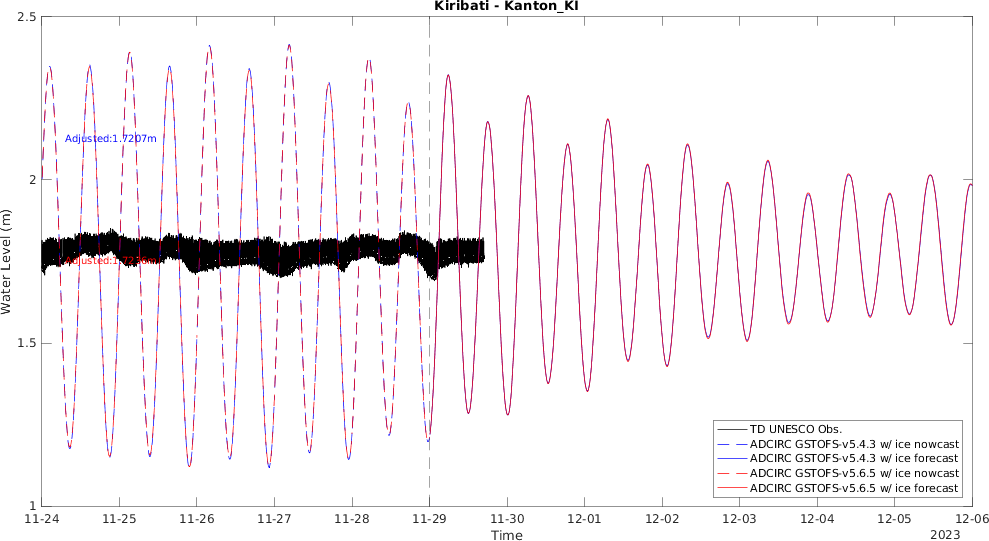 Kiribati - Kanton_KI
2.5
2
1.5
1
Water Level (m)
Adjusted:1.7207m
TD UNESCO Obs.
ADCIRC GSTOFS-v5.4.3 w/ ice nowcast
ADCIRC GSTOFS-v5.4.3 w/ ice forecast
ADCIRC GSTOFS-v5.6.5 w/ ice nowcast
ADCIRC GSTOFS-v5.6.5 w/ ice forecast
11-24 11-25 11-26 11-27 11-28 11-29 11-30 12-01 12-02 12-03 12-04 12-05 12-06
Time
2023